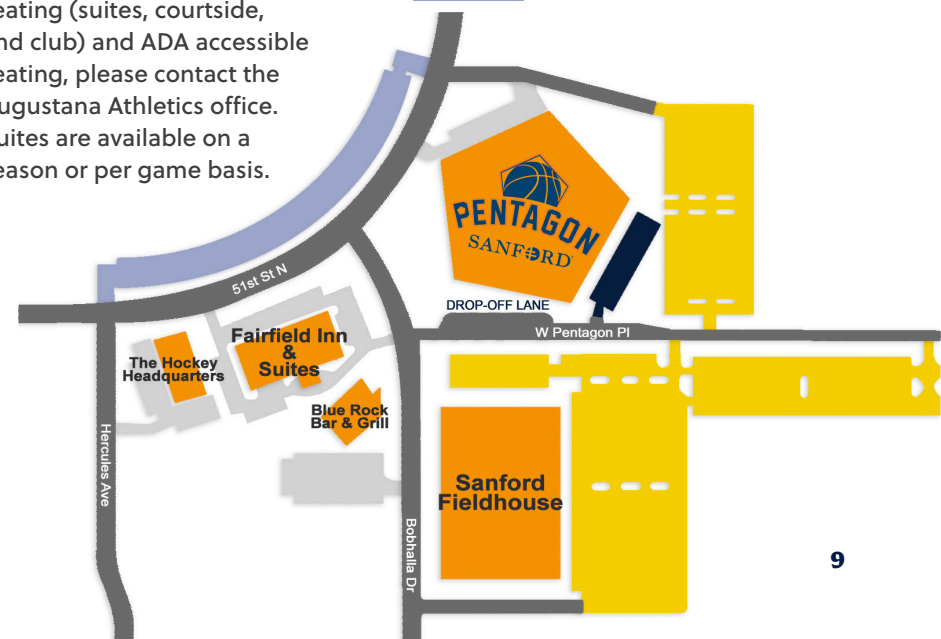 eating (suites, courtside,
nd club) and ADA accessible
eating, please contact the
ugustana Athletics office.
uites are available on a
eason or per game basis.
PENTAGON
SANFORD
51st St N
DROP-OFF LANE
W Pentagon Pl
The Hockey
Headquarters
Fairfield Inn
&
Suites
Blue Rock
Bar & Grill
Hercules Ave
Sanford
Fieldhouse
Bobhalla Dr
9